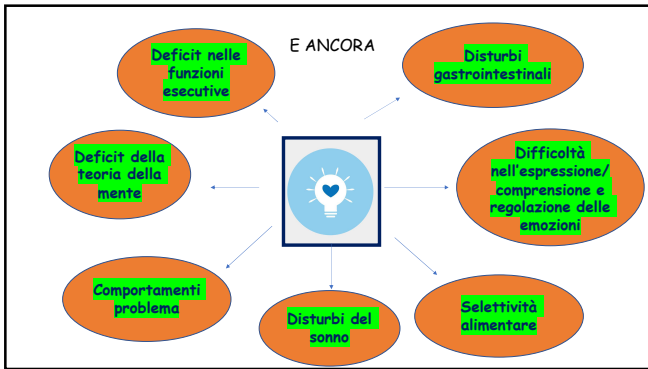 E ANCORA
Deficit nelle
funzioni
esecutive
Disturbi
gastrointestinali
Deficit della
teoria della
mente
Difficoltà
nell'espressione/
comprensione e
regolazione delle
emozioni
Comportamenti
problema
Disturbi del
sonno
Selettività
alimentare